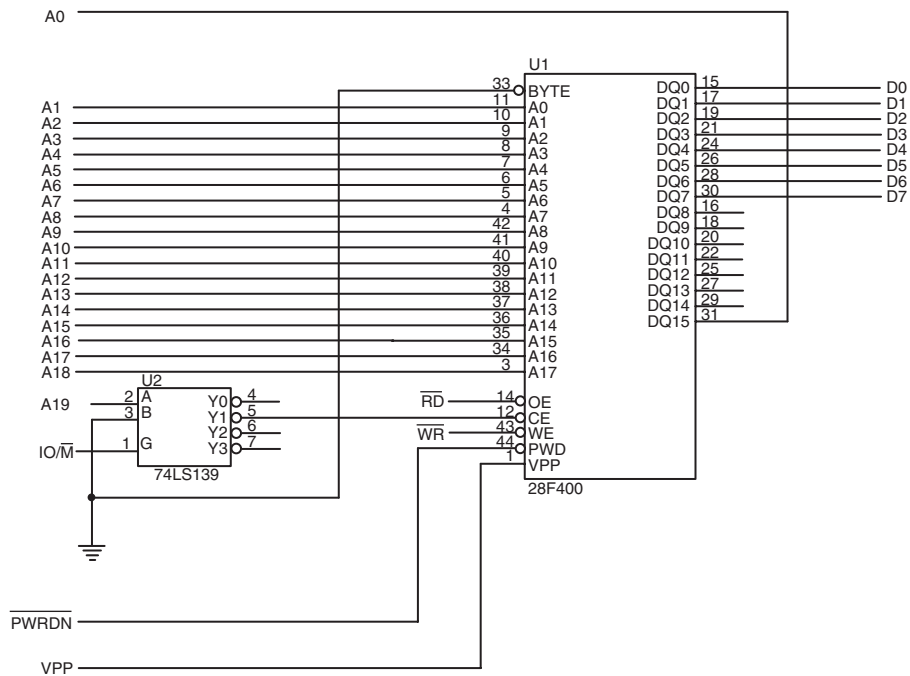 A0
U1
33 BYTE DQ0 15 D0
A1 11 A0 DQ1 17 D1
A2 10 A1 DQ2 19 D2
A3 9 A2 DQ3 21 D3
A4 8 A3 DQ4 24 D4
A5 7 A4 DQ5 26 D5
A6 6 A5 DQ6 28 D6
A7 5 A6 DQ7 30 D7
A8 4 A7 DQ8 16
A9 42 A8 DQ9 18
A10 41 A9 DQ10 20
A11 40 A10 DQ11 22
A12 39 A11 DQ12 25
A13 38 A12 DQ13 27
A14 37 A13 DQ14 29
A15 36 A14 DQ15 31
A16 35 A15
A17 34 A16
A18 3 A17
U2
A19 2 A Y0 4 RD 14 OE
3 B Y1 5 12 CE
Y2 6 WR 43 WE
IO/M 1 G Y3 7 44 PWD
1 VPP
74LS139
28F400
PWRDN
VPP